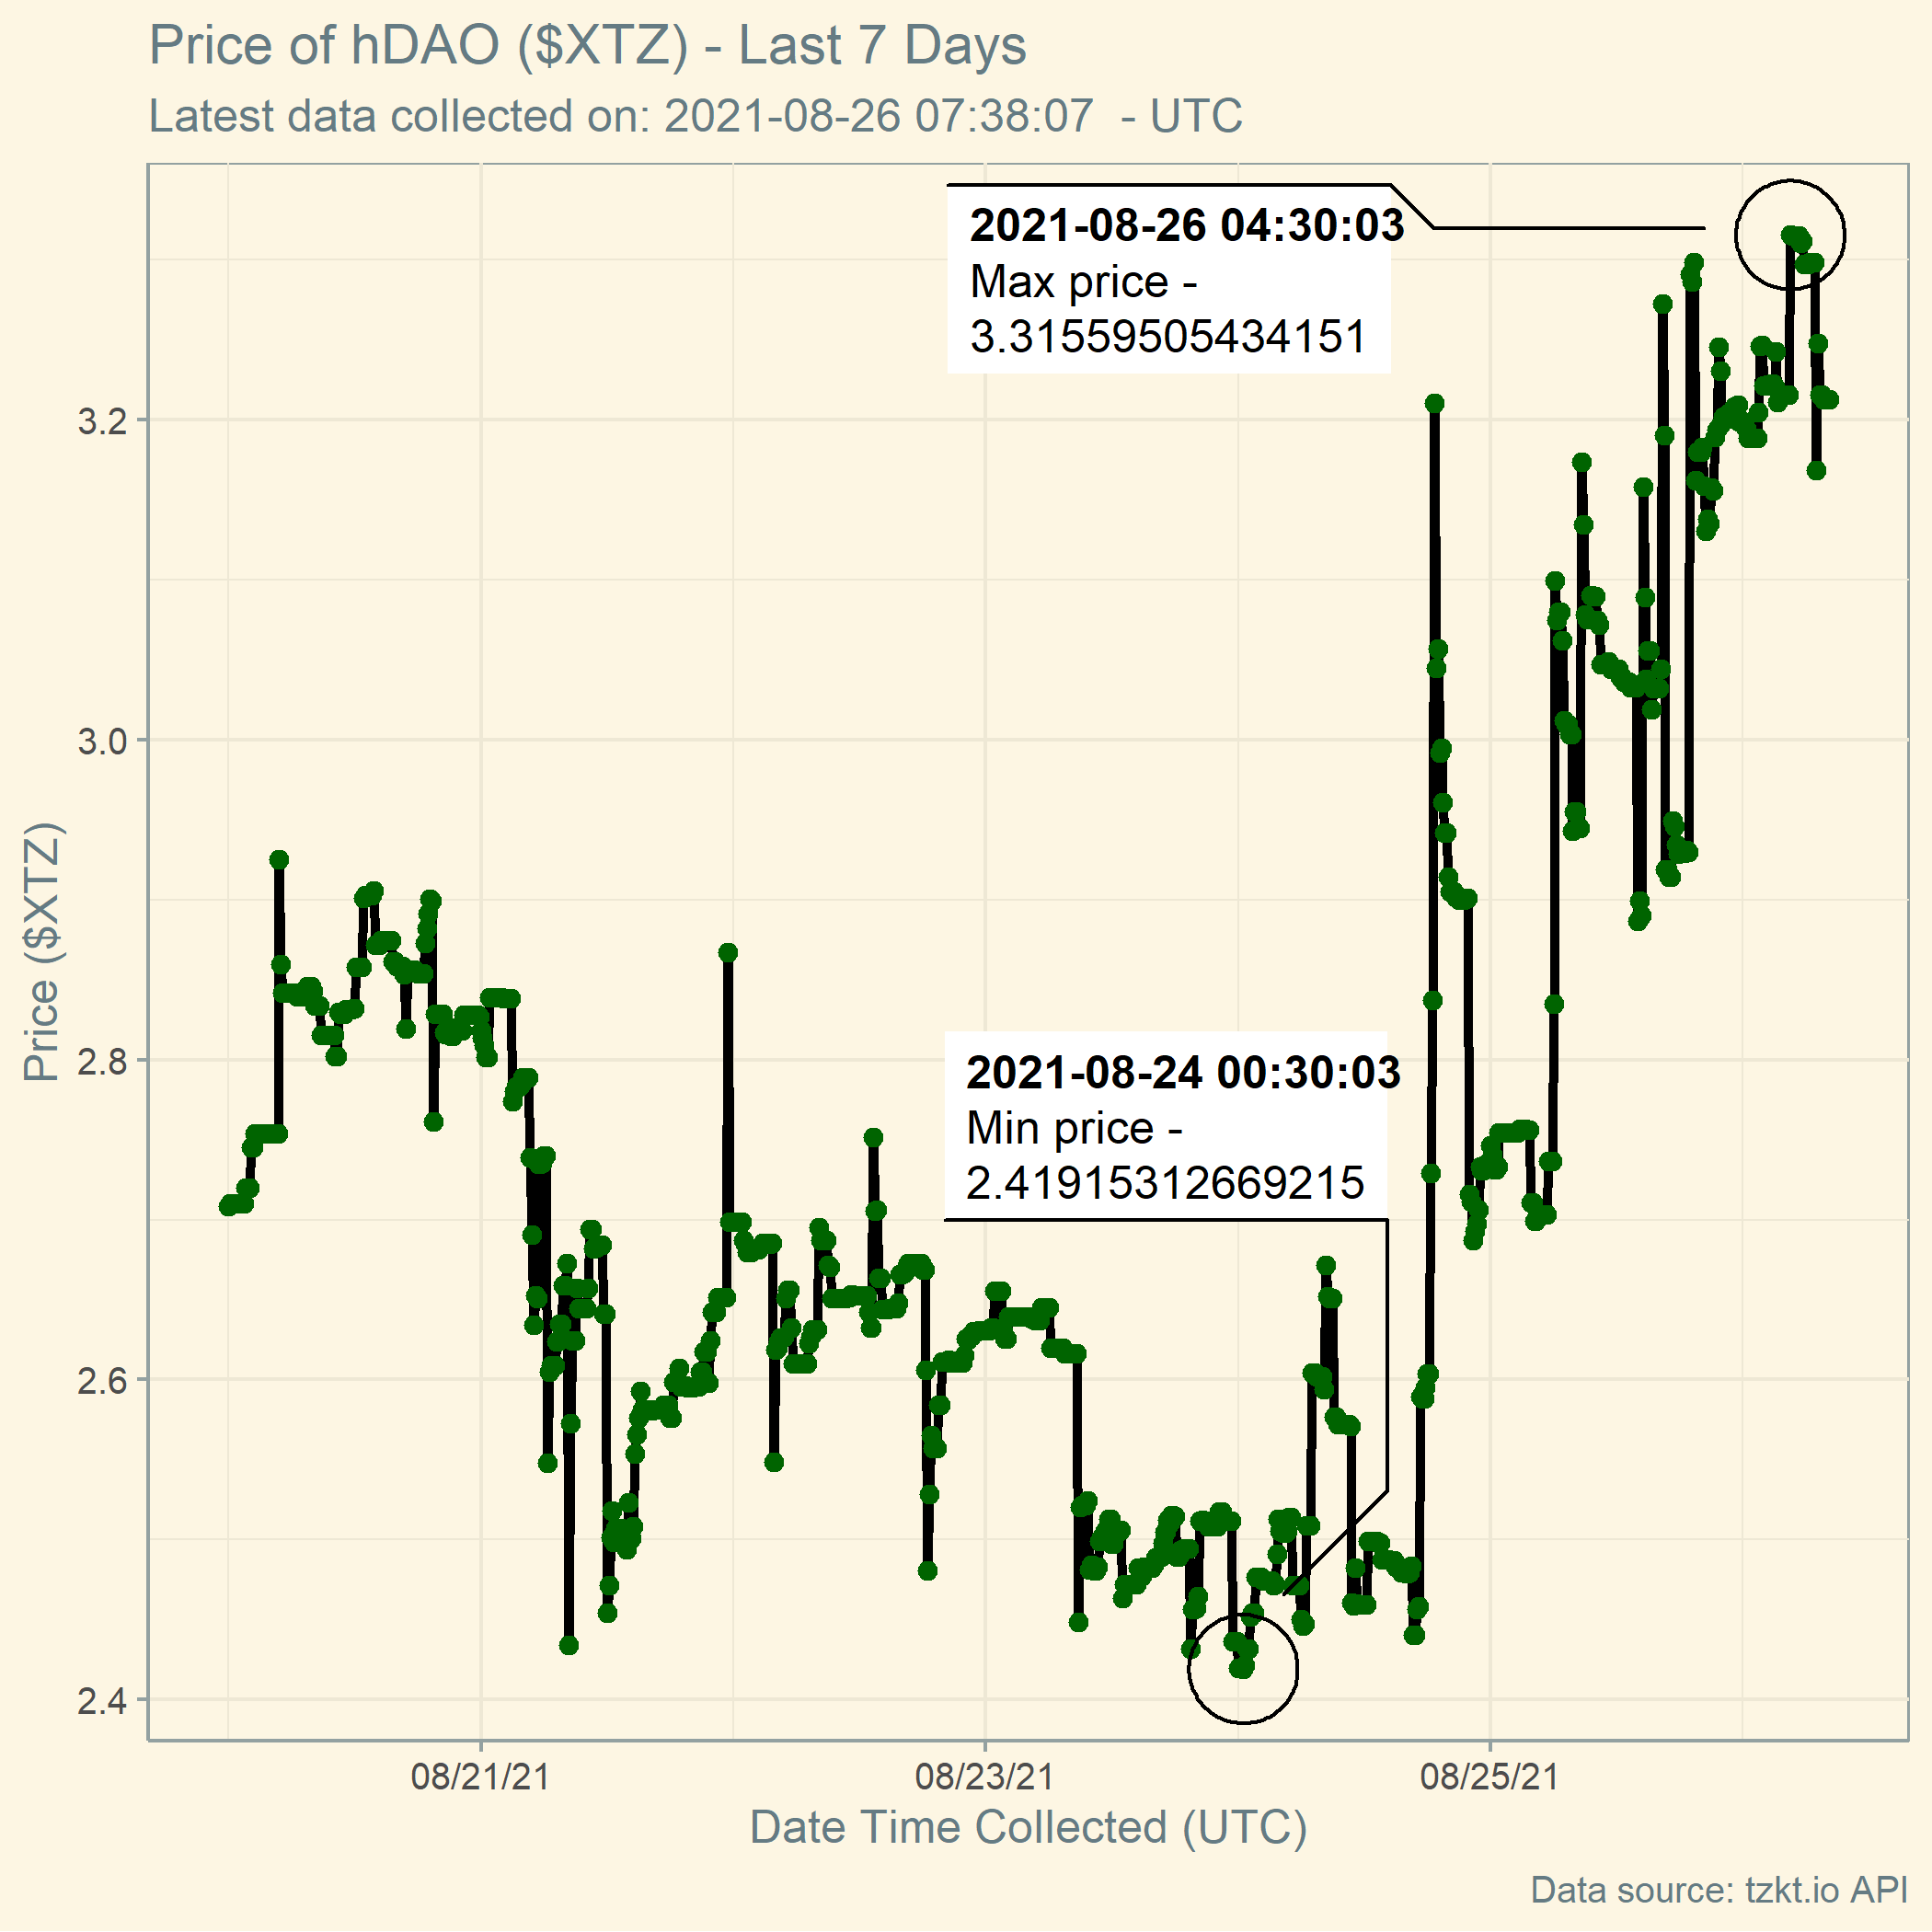 Price of hDAO ($XTZ) - Last 7 Days
Latest data collected on: 2021-08-26 07:38:07  - UTC
2021-08-26 04:30:03
Max price -
3.31559505434151
3.2
3.0
Price ($XTZ)
2.8
2021-08-24 00:30:03
Min price -
2.41915312669215
2.6
2.4
08/21/21
08/23/21
08/25/21
Date Time Collected (UTC)
Data source: tzkt.io API